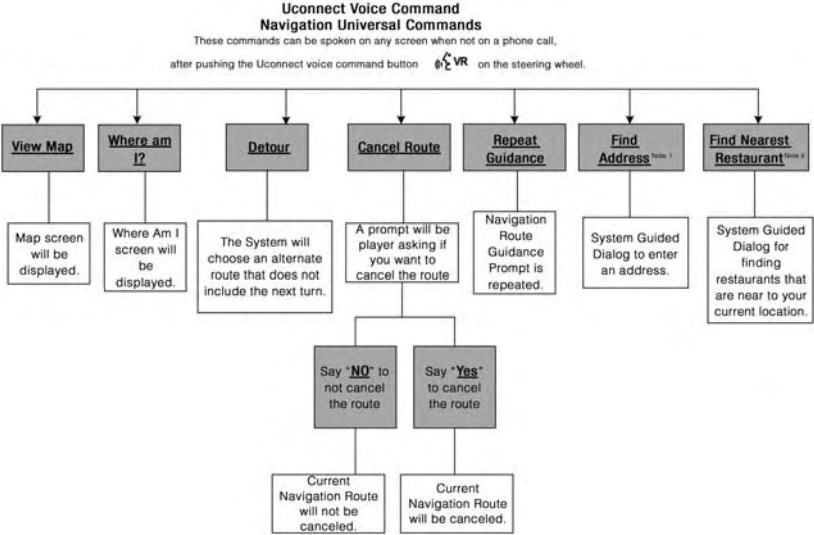 Uconnect Voice Command
Navigation Universal Commands
These commands can be spoken on any screen when not on a phone call,
after pushing the Uconnect voice command button VR on the steering wheel.
View Map
Where am
I?
Detour
Cancel Route
Repeat
Guidance
Find
Address Note 1
Find Nearest
Restaurant Note 2
Map screen
will be
displayed.
Where Am I
screen will
be
displayed.
The System will
choose an alternate
route that does not
include the next turn.
A prompt will be
player asking if
you want to
cancel the route
Navigation
Route
Guidance
Prompt is
repeated.
System Guided
Dialog to enter
an address.
System Guided
Dialog for
finding
restaurants that
are near to your
current location.
Say "NO" to
not cancel
the route
Say "Yes"
to cancel
the route
Current
Navigation Route
will not be
canceled.
Current
Navigation Route
will be canceled.